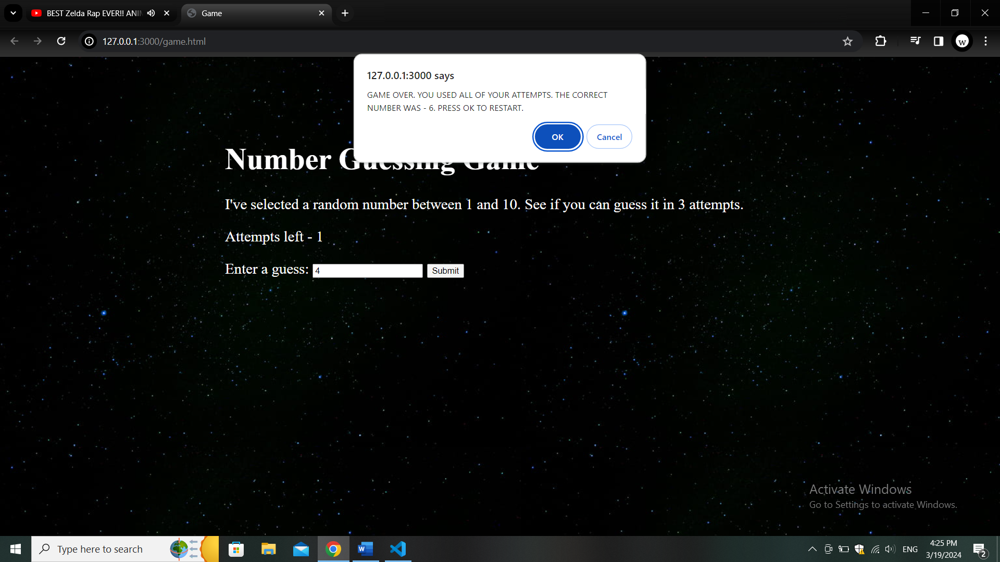 BEST Zelda Rap EVER!! ANI
Game
127.0.0.1:3000/game.html
w
127.0.0.1:3000 says
GAME OVER. YOU USED ALL OF YOUR ATTEMPTS. THE CORRECT
NUMBER WAS - 6. PRESS OK TO RESTART.
OK Cancel
Number Guessing Game
I've selected a random number between 1 and 10. See if you can guess it in 3 attempts.
Attempts left - 1
Enter a guess: 4 Submit
Activate Windows
Go to Settings to activate Windows.
Type here to search
W
ENG
4:25 PM
3/19/2024
2